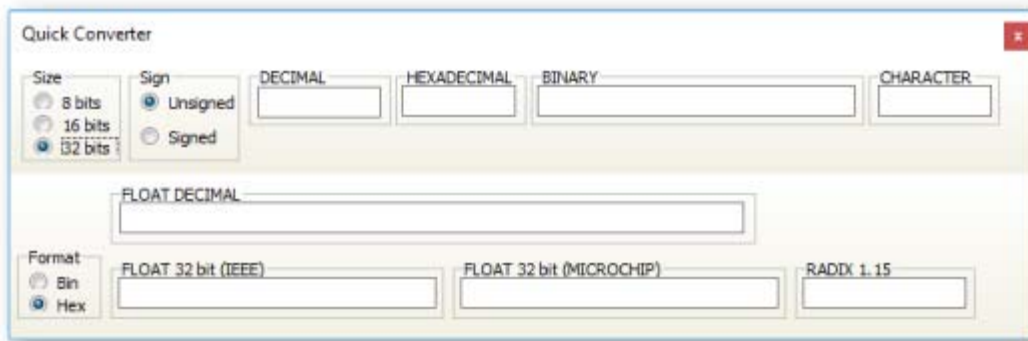 Quick Converter
x
Size
Sign
DECIMAL
HEXADECIMAL
BINARY
CHARACTER
8 bits
16 bits
32 bits
Unsigned
Signed
FLOAT DECIMAL
Format
Bin
Hex
FLOAT 32 bit (IEEE)
FLOAT 32 bit (MICROCHIP)
RADIX 1.15